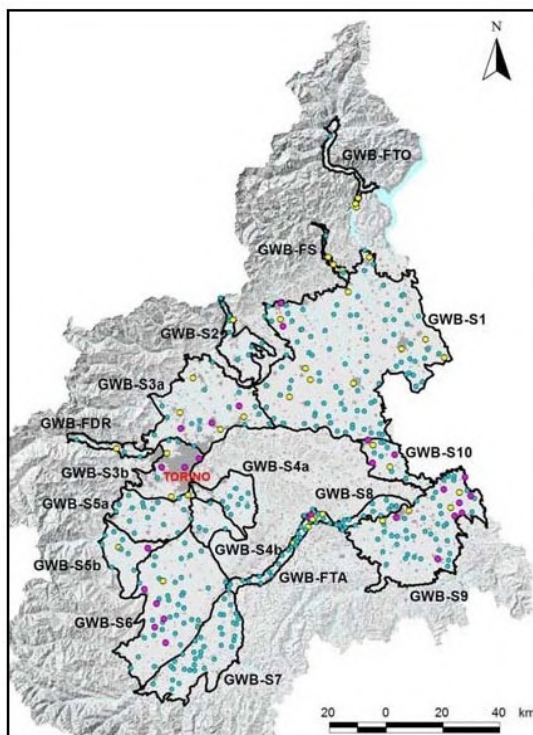 N
GWB-FTO
GWB-FS
GWB-S1
GWB-S2
GWB-S3a
GWB-FDR
GWB-S10
GWB-S3b
TORINO
GWB-S4a
GWB-S5a
GWB-S8
GWB-S4b
GWB-S5b
GWB-FTA
GWB-S9
GWB-S6
GWB-S7
20 0 20 40 km